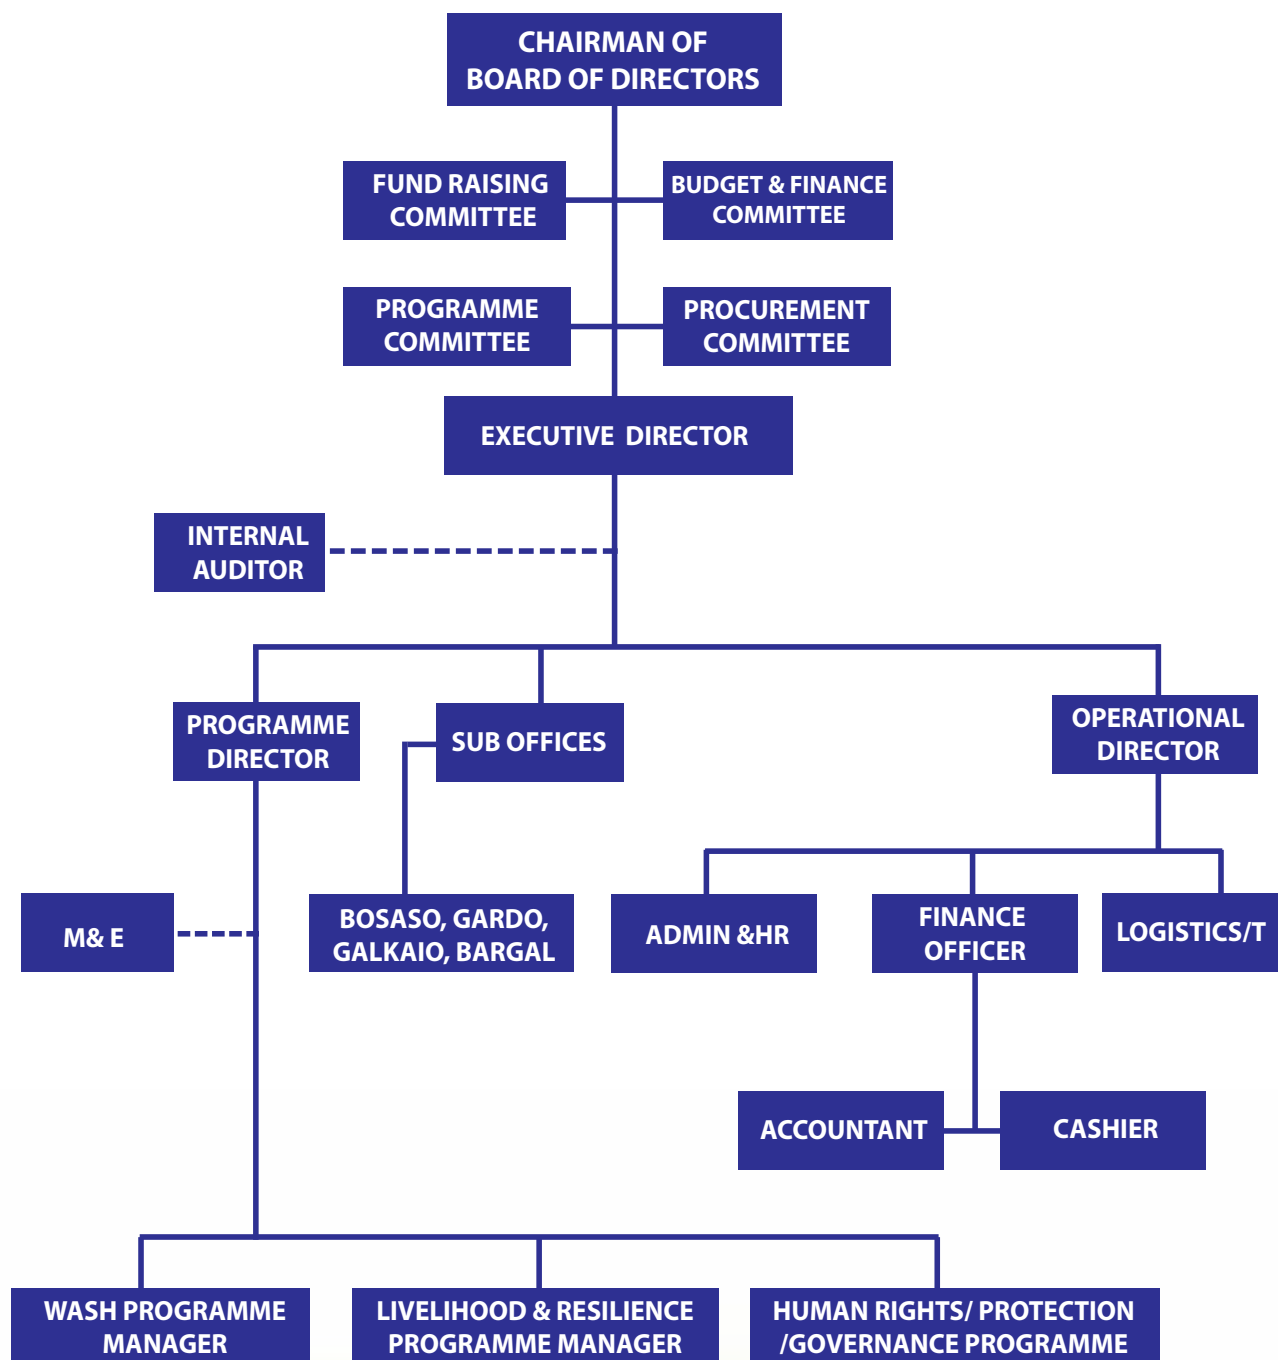 CHAIRMAN OF
BOARD OF DIRECTORS
FUND RAISING
COMMITTEE
BUDGET & FINANCE
COMMITTEE
PROGRAMME
COMMITTEE
PROCUREMENT
COMMITTEE
EXECUTIVE DIRECTOR
INTERNAL
AUDITOR
PROGRAMME
DIRECTOR
SUB OFFICES
OPERATIONAL
DIRECTOR
M& E
BOSASO, GARDO,
GALKAIO, BARGAL
ADMIN &HR
FINANCE
OFFICER
LOGISTICS/T
ACCOUNTANT
CASHIER
WASH PROGRAMME
MANAGER
LIVELIHOOD & RESILIENCE
PROGRAMME MANAGER
HUMAN RIGHTS/ PROTECTION
/GOVERNANCE PROGRAMME